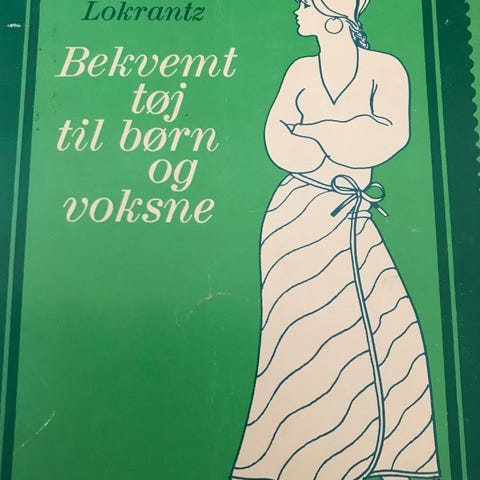 Lokrantz
Bekvemt
tøj
til børn
og
voksne